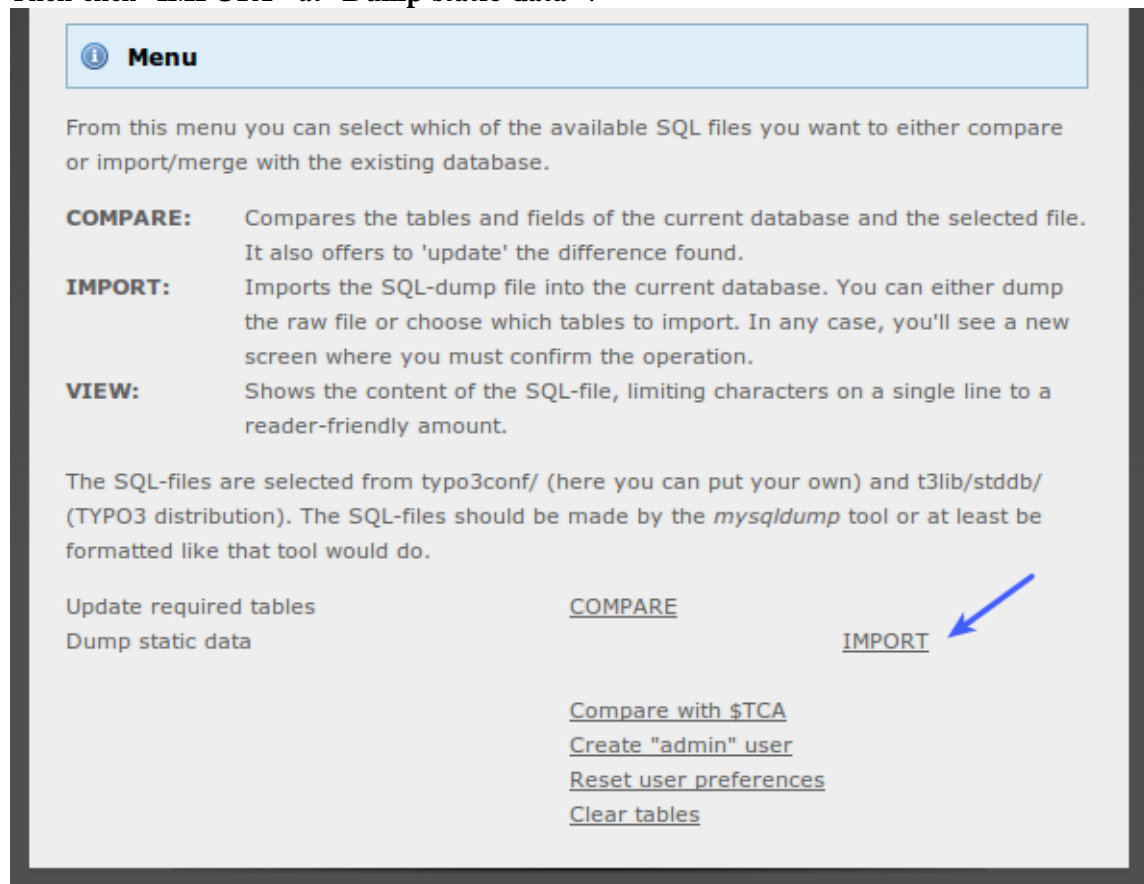 Menu
From this menu you can select which of the available SQL files you want to either compare
or import/merge with the existing database.
COMPARE: Compares the tables and fields of the current database and the selected file.
It also offers to 'update' the difference found.
IMPORT: Imports the SQL-dump file into the current database. You can either dump
the raw file or choose which tables to import. In any case, you'll see a new
screen where you must confirm the operation.
VIEW: Shows the content of the SQL-file, limiting characters on a single line to a
reader-friendly amount.
The SQL-files are selected from typo3conf/ (here you can put your own) and t3lib/stddb/
(TYPO3 distribution). The SQL-files should be made by the mysqldump tool or at least be
formatted like that tool would do.
Update required tables COMPARE
Dump static data IMPORT
Compare with $TCA
Create "admin" user
Reset user preferences
Clear tables